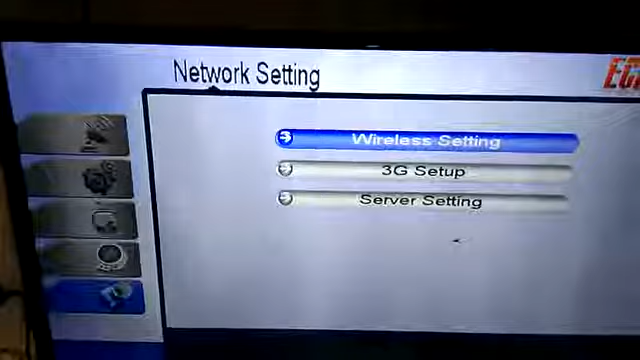 Network Setting
Wireless Setting
3G Setup
Server Setting